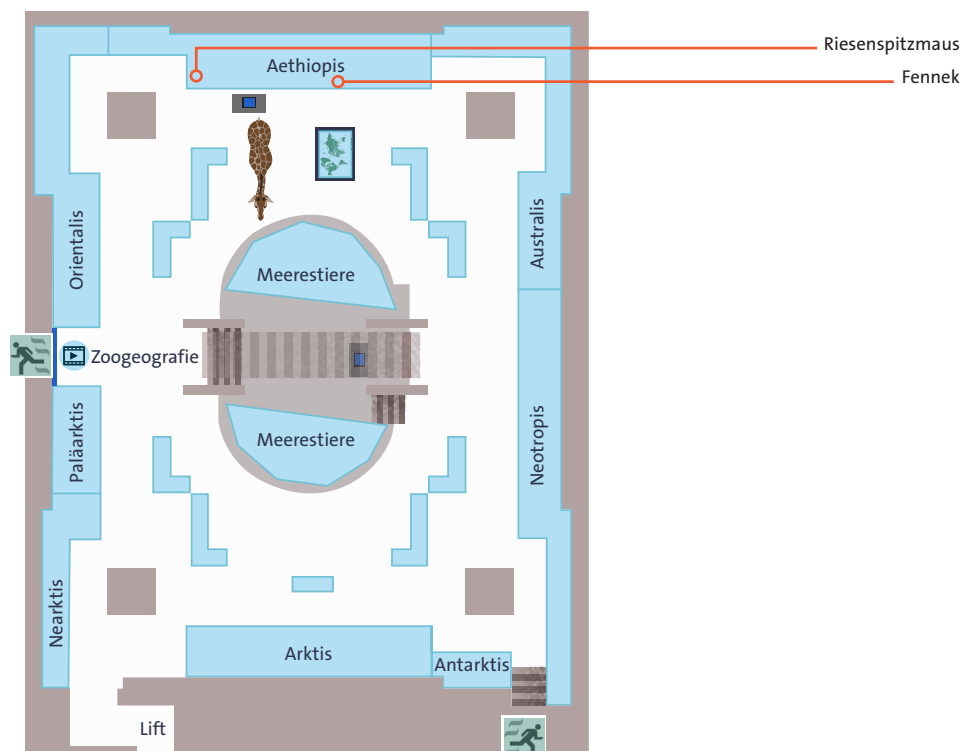 Riesenspitzmaus
Aethiopis
Fennek
Orientalis
Australis
Meerestiere
Zoogeografie
Paläarktis
Meerestiere
Neotropis
Nearktis
Arktis
Antarktis
Lift